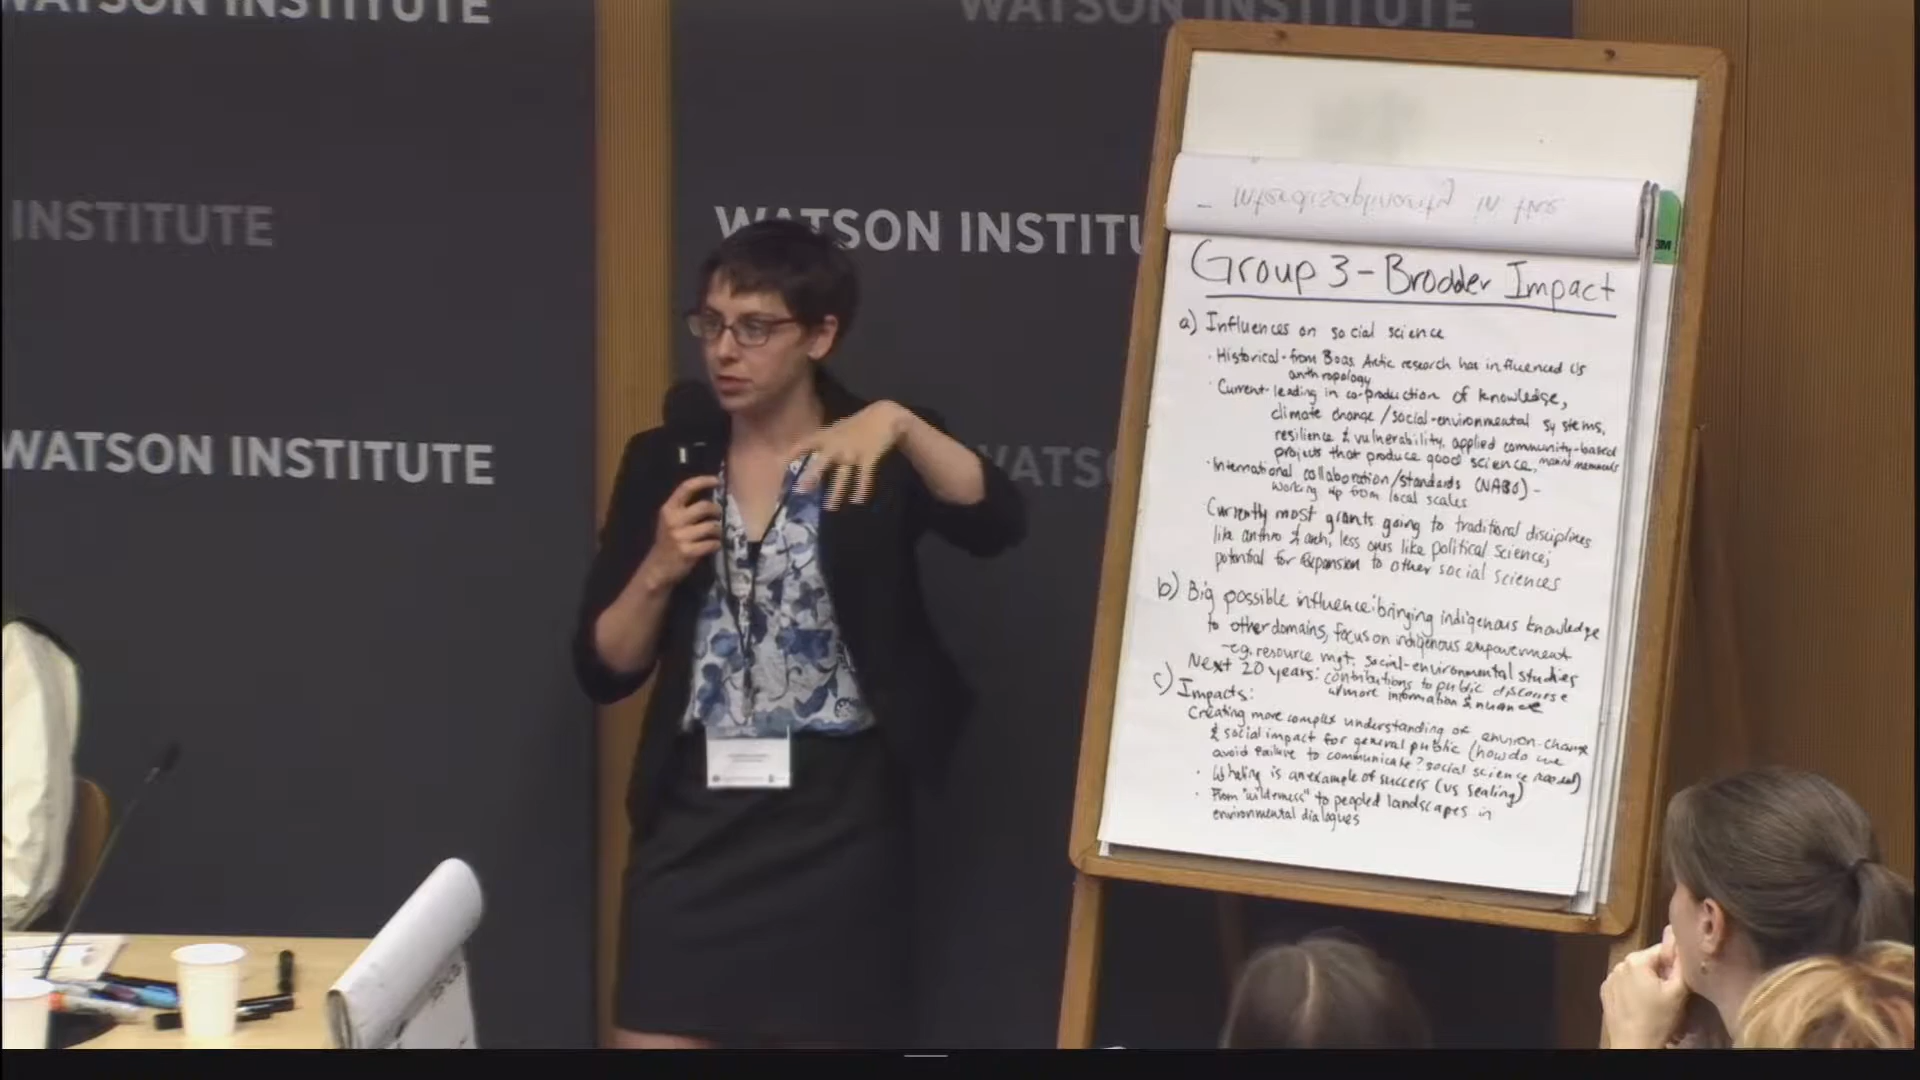 WATSON INSTITUTE
WATSON INSTITUTE
INSTITUTE
WATSON INSTITU
WATSON INSTITUTE
WATS
- Interdisciplinarity in the
3M
Group 3 - Brodder Impact
a) Influences on social science
· Historical - from Boas, Arctic research has influenced US
anthropology
· Current - leading in co-production of knowledge,
climate change / social-environmental systems,
resilience & vulnerability, applied community-based
projects that produce good science, marine mammals
· International collaboration/standards (NABO) -
working up from local scales
Currently most grants going to traditional disciplines
like anthro & arch, less ones like political science;
potential for expansion to other social sciences
b) Big possible influence: bringing indigenous knowledge
to other domains, focus on indigenous empowerment
- eg. resource mgt. social-environmental studies
Next 20 years: contributions to public discourse
w/more information & nuance
c) Impacts:
Creating more complex understanding of environ. change
& social impact for general public (how do we
avoid failure to communicate? social science needed)
· Whaling is an example of success (vs sealing)
· From "wilderness" to peopled landscapes in
environmental dialogues